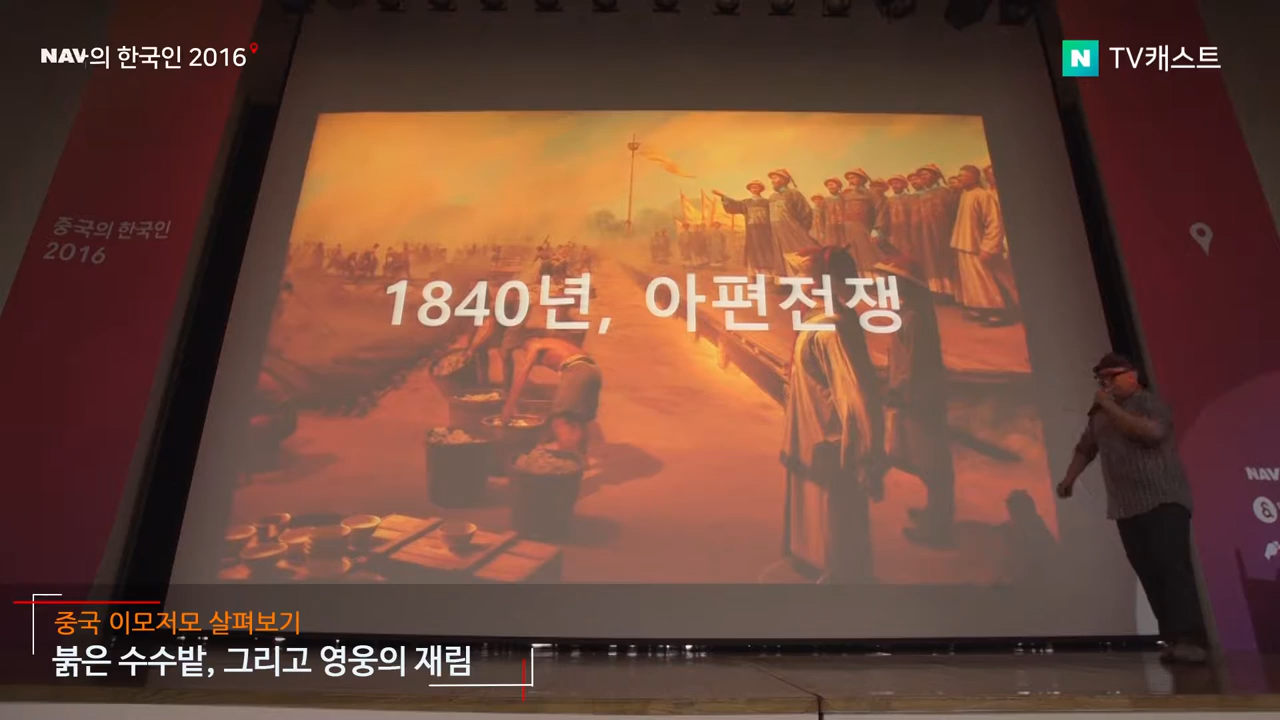 NAV의 한국인 2016
N TV캐스트
중국의 한국인
2016
1840년, 아편전쟁
NAV
중국 이모저모 살펴보기
붉은 수수밭, 그리고 영웅의 재림